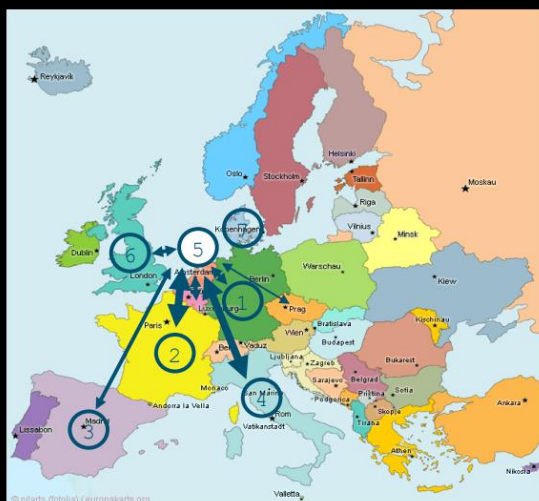 Reykjavik
Helsinki
Oslo
Stockholm
Tallinn
Moskau
Riga
Kopenhagen
7
Vilnius
Minsk
Dublin
6
5
Amsterdam
Berlin
Warschau
London
Kiew
1
Prag
Luxemburg
Paris
Kischinau
Bratislava
Wien
Budapest
2
Bern
Vaduz
Ljubljana
Zagreb
Bukarest
Belgrad
San Marino
Sarajevo
Monaco
Pristina
Sofia
Andorra la Vella
Podgorica
Skopje
Ankara
4
Rom
Madrid
3
Vatikanstadt
Tirana
Lissabon
Athen
Nikosia
Valletta
© pilarts (fotolia) / europakarte.org